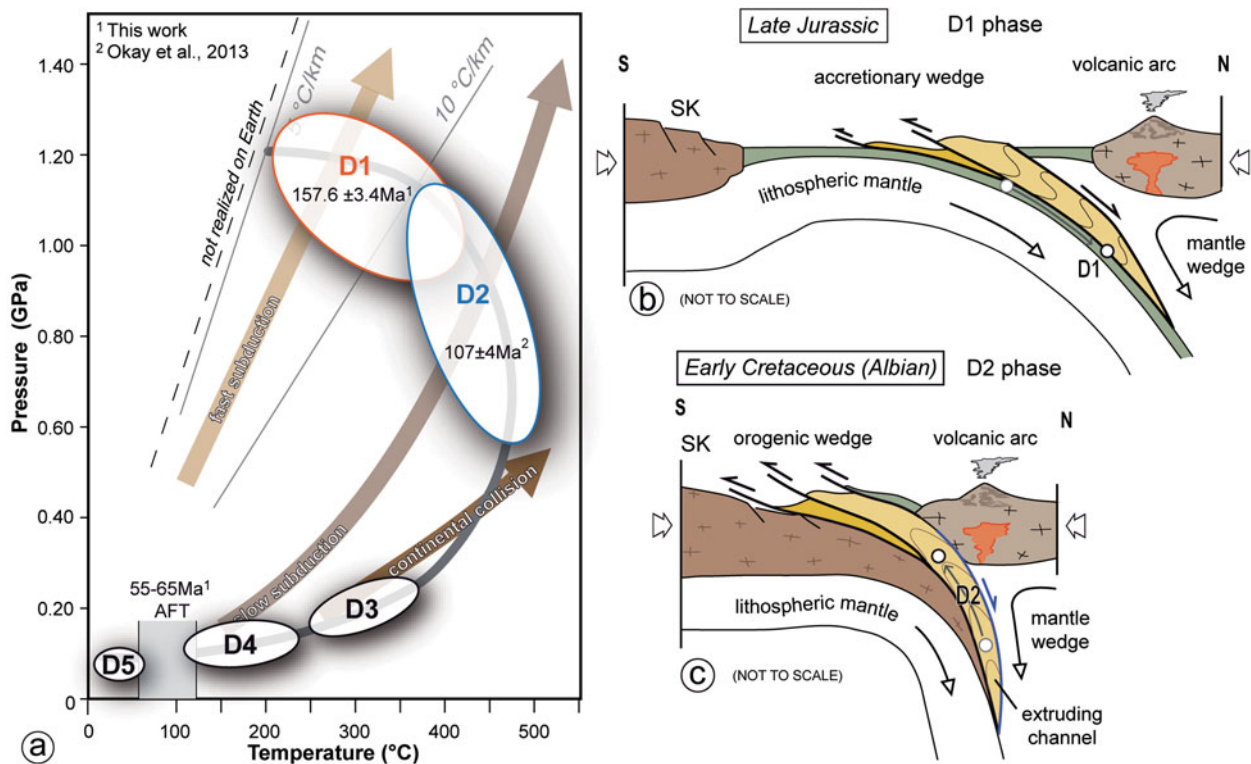 ¹ This work
² Okay et al., 2013
1.40
1.20
1.00
0.80
0.60
0.40
0.20
0
Pressure (GPa)
not realized on Earth
5 °C/km
10 °C/km
fast subduction
slow subduction
continental collision
D1
157.6 ±3.4Ma¹
D2
107±4Ma²
D3
D4
55-65Ma¹
AFT
D5
0
100
200
300
400
500
Temperature (°C)
a
Late Jurassic
D1 phase
S
N
accretionary wedge
volcanic arc
SK
lithospheric mantle
D1
mantle
wedge
b
(NOT TO SCALE)
Early Cretaceous (Albian)
D2 phase
S
N
SK
orogenic wedge
volcanic arc
D2
lithospheric mantle
mantle
wedge
c
(NOT TO SCALE)
extruding
channel